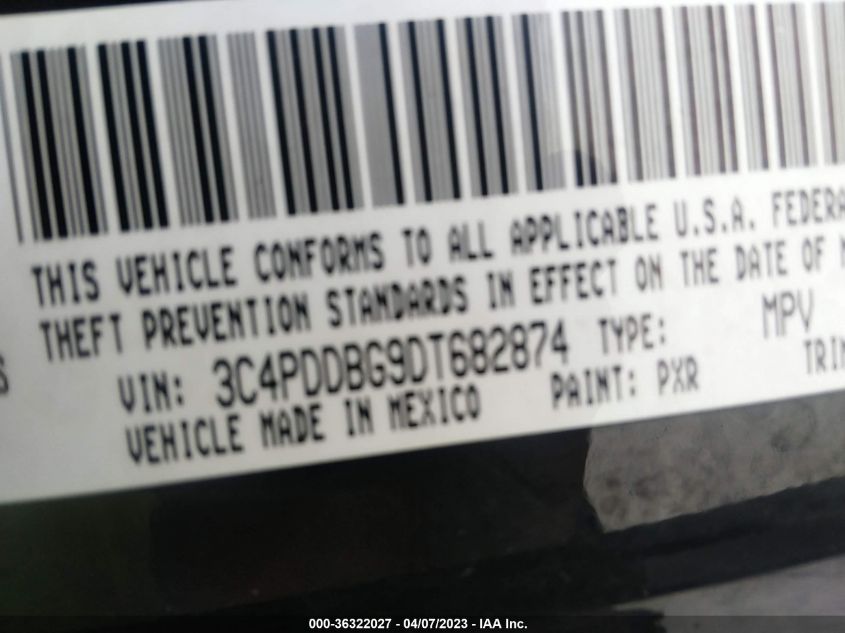 THIS VEHICLE CONFORMS TO ALL APPLICABLE U.S.A. FEDERA
THEFT PREVENTION STANDARDS IN EFFECT ON THE DATE OF M
S VIN: 3C4PDDBG9DT682874 TYPE: MPV
VEHICLE MADE IN MEXICO PAINT: PXR TRIM
000-36322027 - 04/07/2023 - IAA Inc.